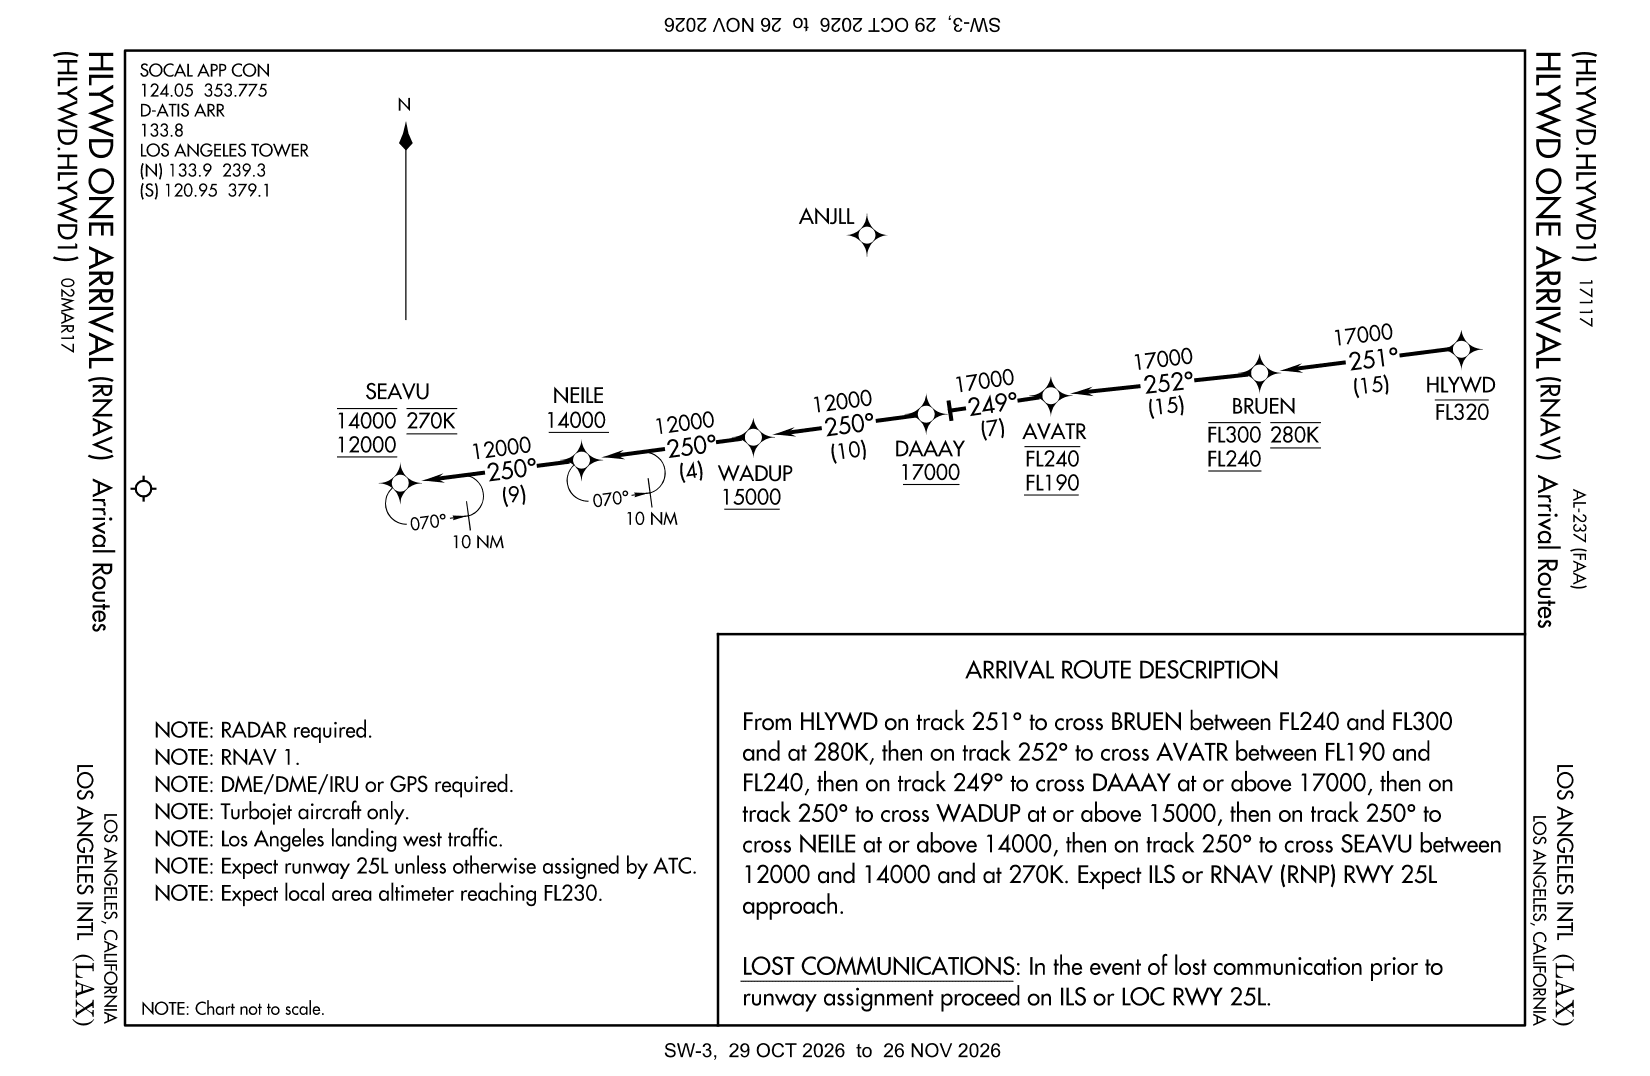 SW-3, 29 OCT 2026 to 26 NOV 2026
(HLYWD.HLYWD1) 02MAR17
HLYWD ONE ARRIVAL (RNAV) Arrival Routes
LOS ANGELES, CALIFORNIA
LOS ANGELES INTL (LAX)
(HLYWD.HLYWD1) 17117
HLYWD ONE ARRIVAL (RNAV) Arrival Routes
AL-237 (FAA)
LOS ANGELES INTL (LAX)
LOS ANGELES, CALIFORNIA
SOCAL APP CON
124.05 353.775
D-ATIS ARR
133.8
LOS ANGELES TOWER
(N) 133.9 239.3
(S) 120.95 379.1
N
ANJLL
SEAVU
14000 270K
12000
12000
250°
(9)
070°
10 NM
NEILE
14000
12000
250°
(4)
070°
10 NM
WADUP
15000
12000
250°
(10)
DAAAY
17000
17000
249°
(7)
AVATR
FL240
FL190
17000
252°
(15)
BRUEN
FL300 280K
FL240
17000
251°
(15)
HLYWD
FL320
NOTE: RADAR required.
NOTE: RNAV 1.
NOTE: DME/DME/IRU or GPS required.
NOTE: Turbojet aircraft only.
NOTE: Los Angeles landing west traffic.
NOTE: Expect runway 25L unless otherwise assigned by ATC.
NOTE: Expect local area altimeter reaching FL230.
NOTE: Chart not to scale.
ARRIVAL ROUTE DESCRIPTION
From HLYWD on track 251° to cross BRUEN between FL240 and FL300
and at 280K, then on track 252° to cross AVATR between FL190 and
FL240, then on track 249° to cross DAAAY at or above 17000, then on
track 250° to cross WADUP at or above 15000, then on track 250° to
cross NEILE at or above 14000, then on track 250° to cross SEAVU between
12000 and 14000 and at 270K. Expect ILS or RNAV (RNP) RWY 25L
approach.
LOST COMMUNICATIONS: In the event of lost communication prior to
runway assignment proceed on ILS or LOC RWY 25L.
SW-3, 29 OCT 2026 to 26 NOV 2026